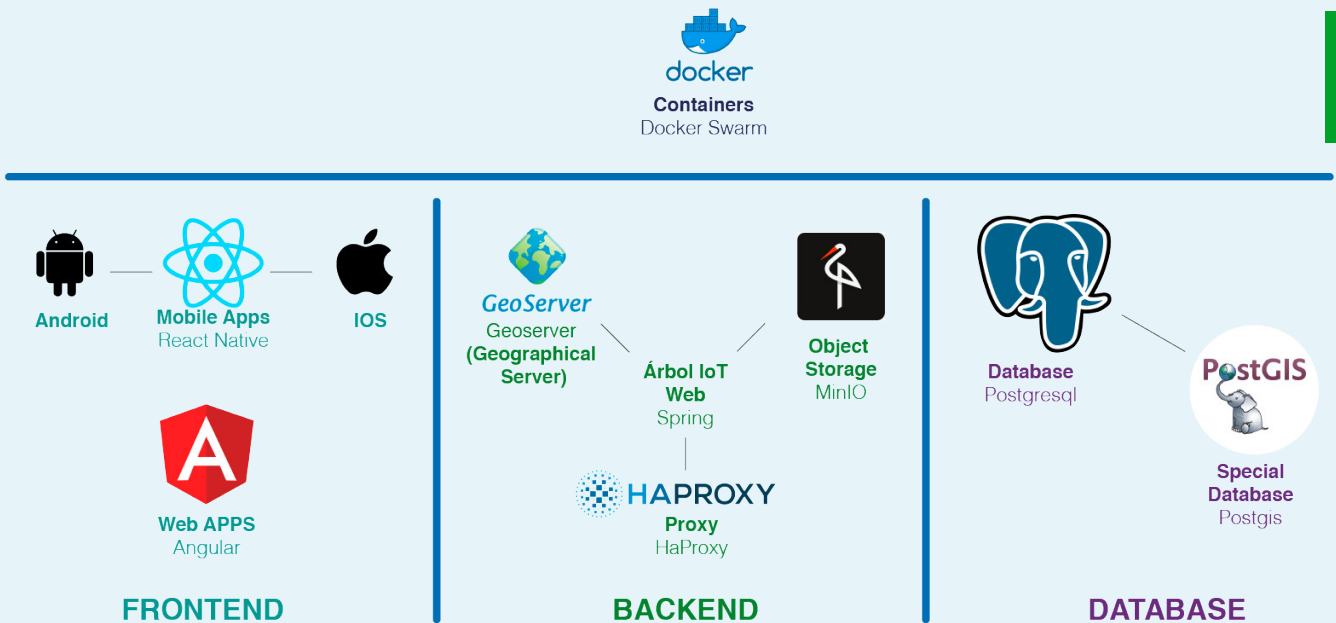 docker
Containers
Docker Swarm
Android
Mobile Apps
React Native
IOS
Web APPS
Angular
FRONTEND
GeoServer
Geoserver
(Geographical
Server)
Árbol IoT
Web
Spring
Object
Storage
MinIO
HAPROXY
Proxy
HaProxy
BACKEND
Database
Postgresql
PostGIS
Special
Database
Postgis
DATABASE